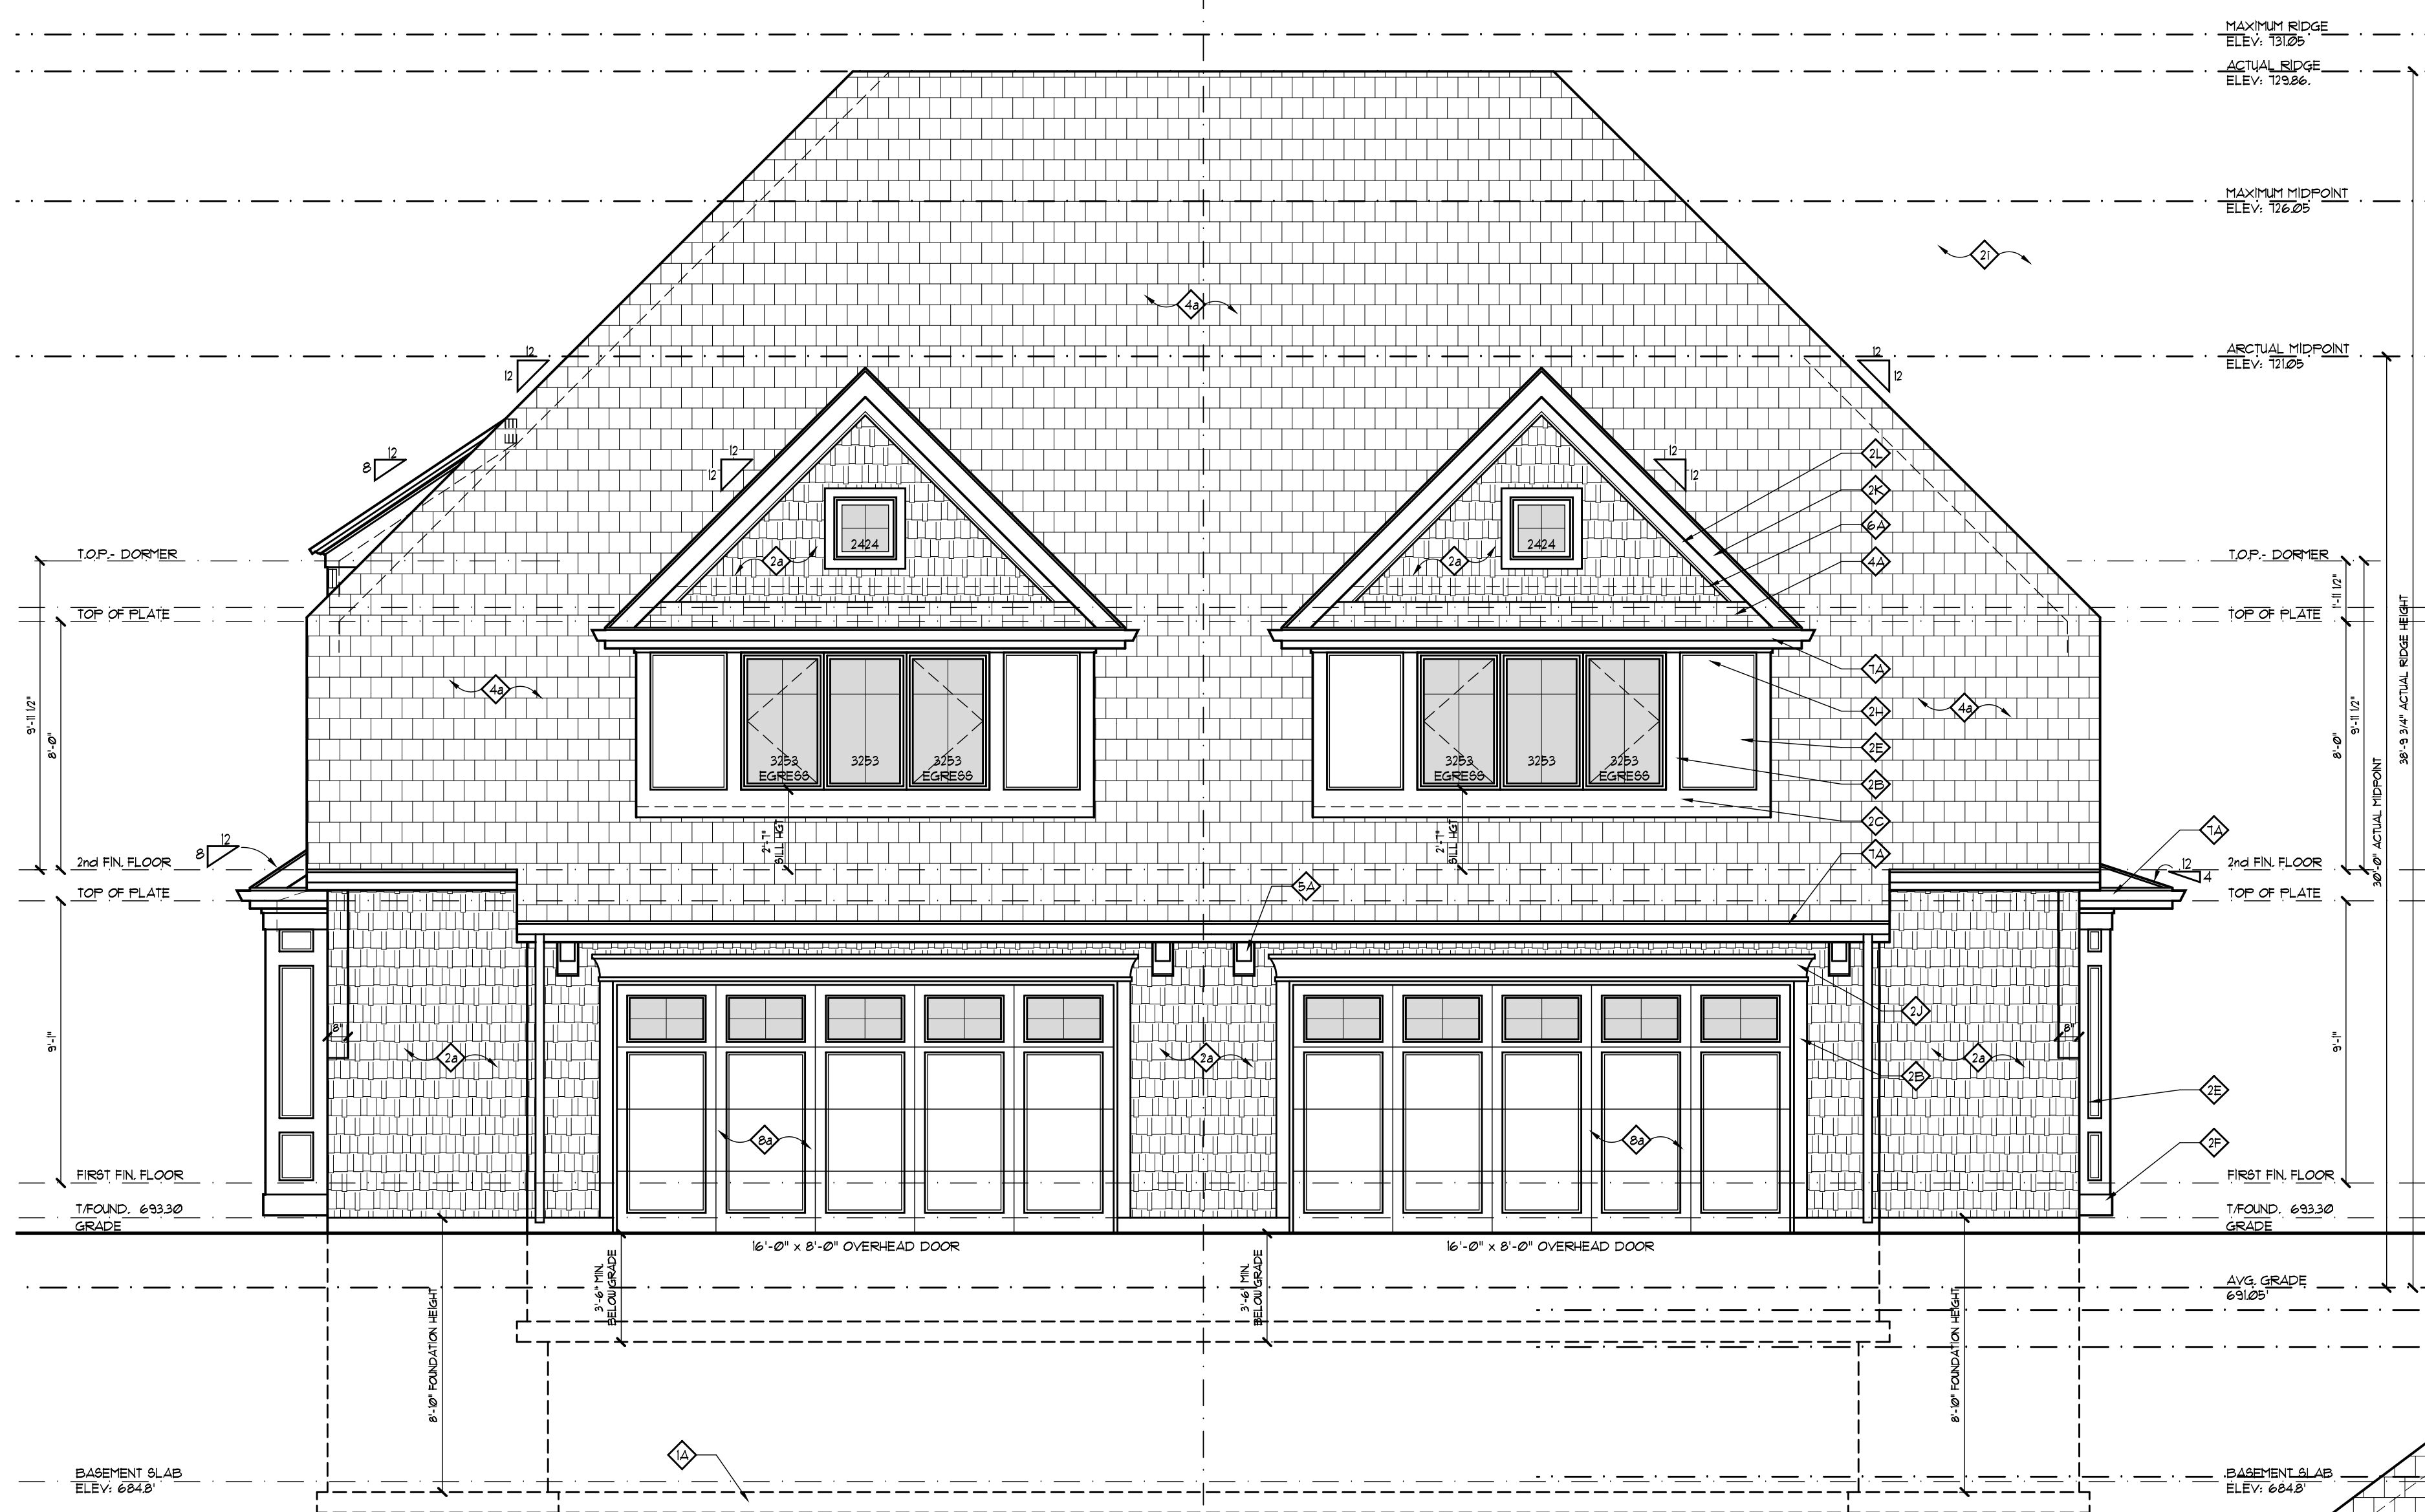 MAXIMUM RIDGE
ELEV: 731.05
ACTUAL RIDGE
ELEV: 729.86.
MAXIMUM MIDPOINT
ELEV: 726.05
2I
4a
ARCTUAL MIDPOINT
ELEV: 721.05
12
12
12
12
12
8
12
12
12
12
2L
2K
6A
4A
2424
2424
2a
2a
T.O.P.- DORMER
T.O.P.- DORMER
TOP OF PLATE
TOP OF PLATE
1'-11 1/2"
38'-9 3/4" ACTUAL RIDGE HEIGHT
7A
4a
2H
4a
9'-11 1/2"
8'-0"
8'-0"
9'-11 1/2"
2E
3253
EGRESS
3253
3253
EGRESS
3253
EGRESS
3253
3253
EGRESS
2B
2C
30'-0" ACTUAL MIDPOINT
2'-7"
SILL HGT
2'-7"
SILL HGT
7A
7A
12
8
2nd FIN. FLOOR
2nd FIN. FLOOR
12
4
TOP OF PLATE
TOP OF PLATE
5A
2J
8"
8"
9'-1"
9'-1"
2a
2a
2a
2B
2E
8a
8a
2F
FIRST FIN. FLOOR
FIRST FIN. FLOOR
T/FOUND. 693.30
GRADE
T/FOUND. 693.30
GRADE
16'-0" x 8'-0" OVERHEAD DOOR
16'-0" x 8'-0" OVERHEAD DOOR
3'-6" MIN.
BELOW GRADE
3'-6" MIN.
BELOW GRADE
AVG. GRADE
691.05'
8'-10" FOUNDATION HEIGHT
8'-10" FOUNDATION HEIGHT
1A
BASEMENT SLAB
ELEV: 684.8'
BASEMENT SLAB
ELEV: 684.8'